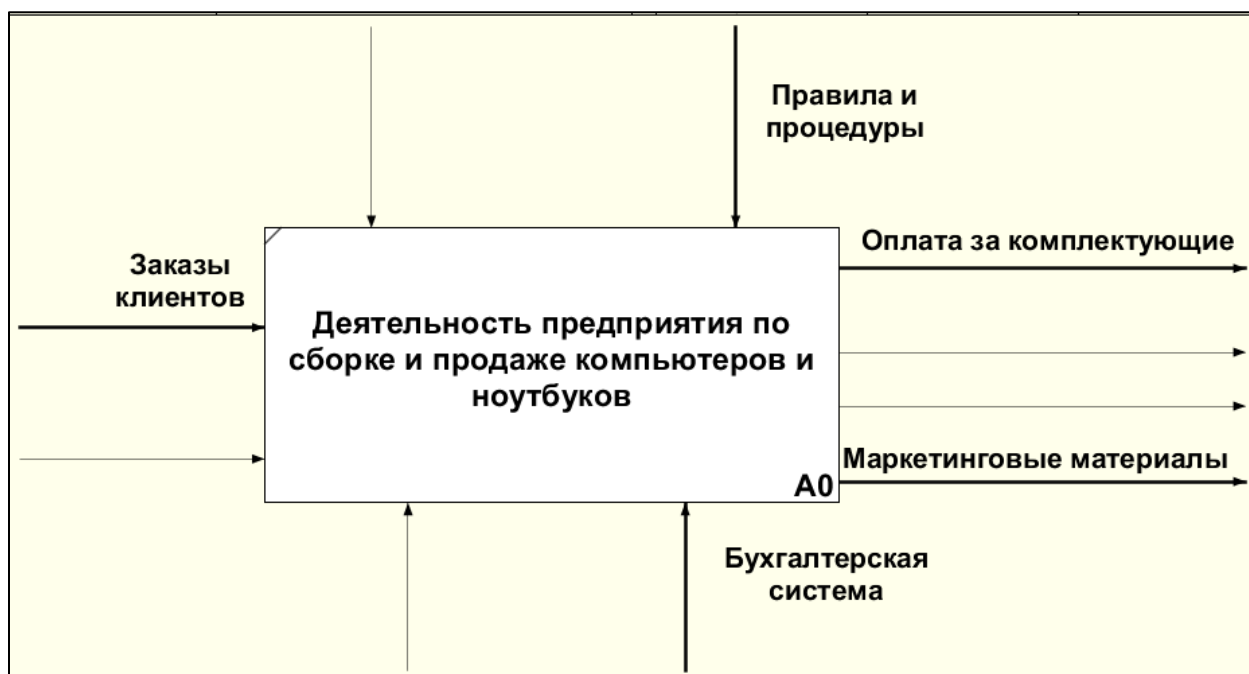 Правила и
процедуры
Оплата за комплектующие
Заказы
клиентов
Деятельность предприятия по
сборке и продаже компьютеров и
ноутбуков
Маркетинговые материалы
A0
Бухгалтерская
система